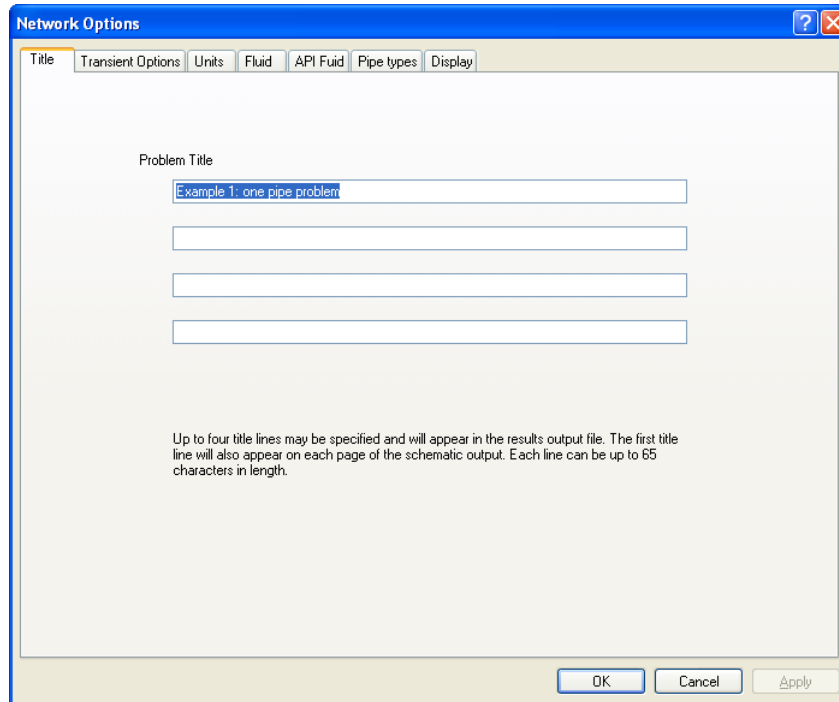 Network Options
Title Transient Options Units Fluid API Fuid Pipe types Display
Problem Title
Example 1: one pipe problem
Up to four title lines may be specified and will appear in the results output file. The first title
line will also appear on each page of the schematic output. Each line can be up to 65
characters in length.
OK Cancel Apply